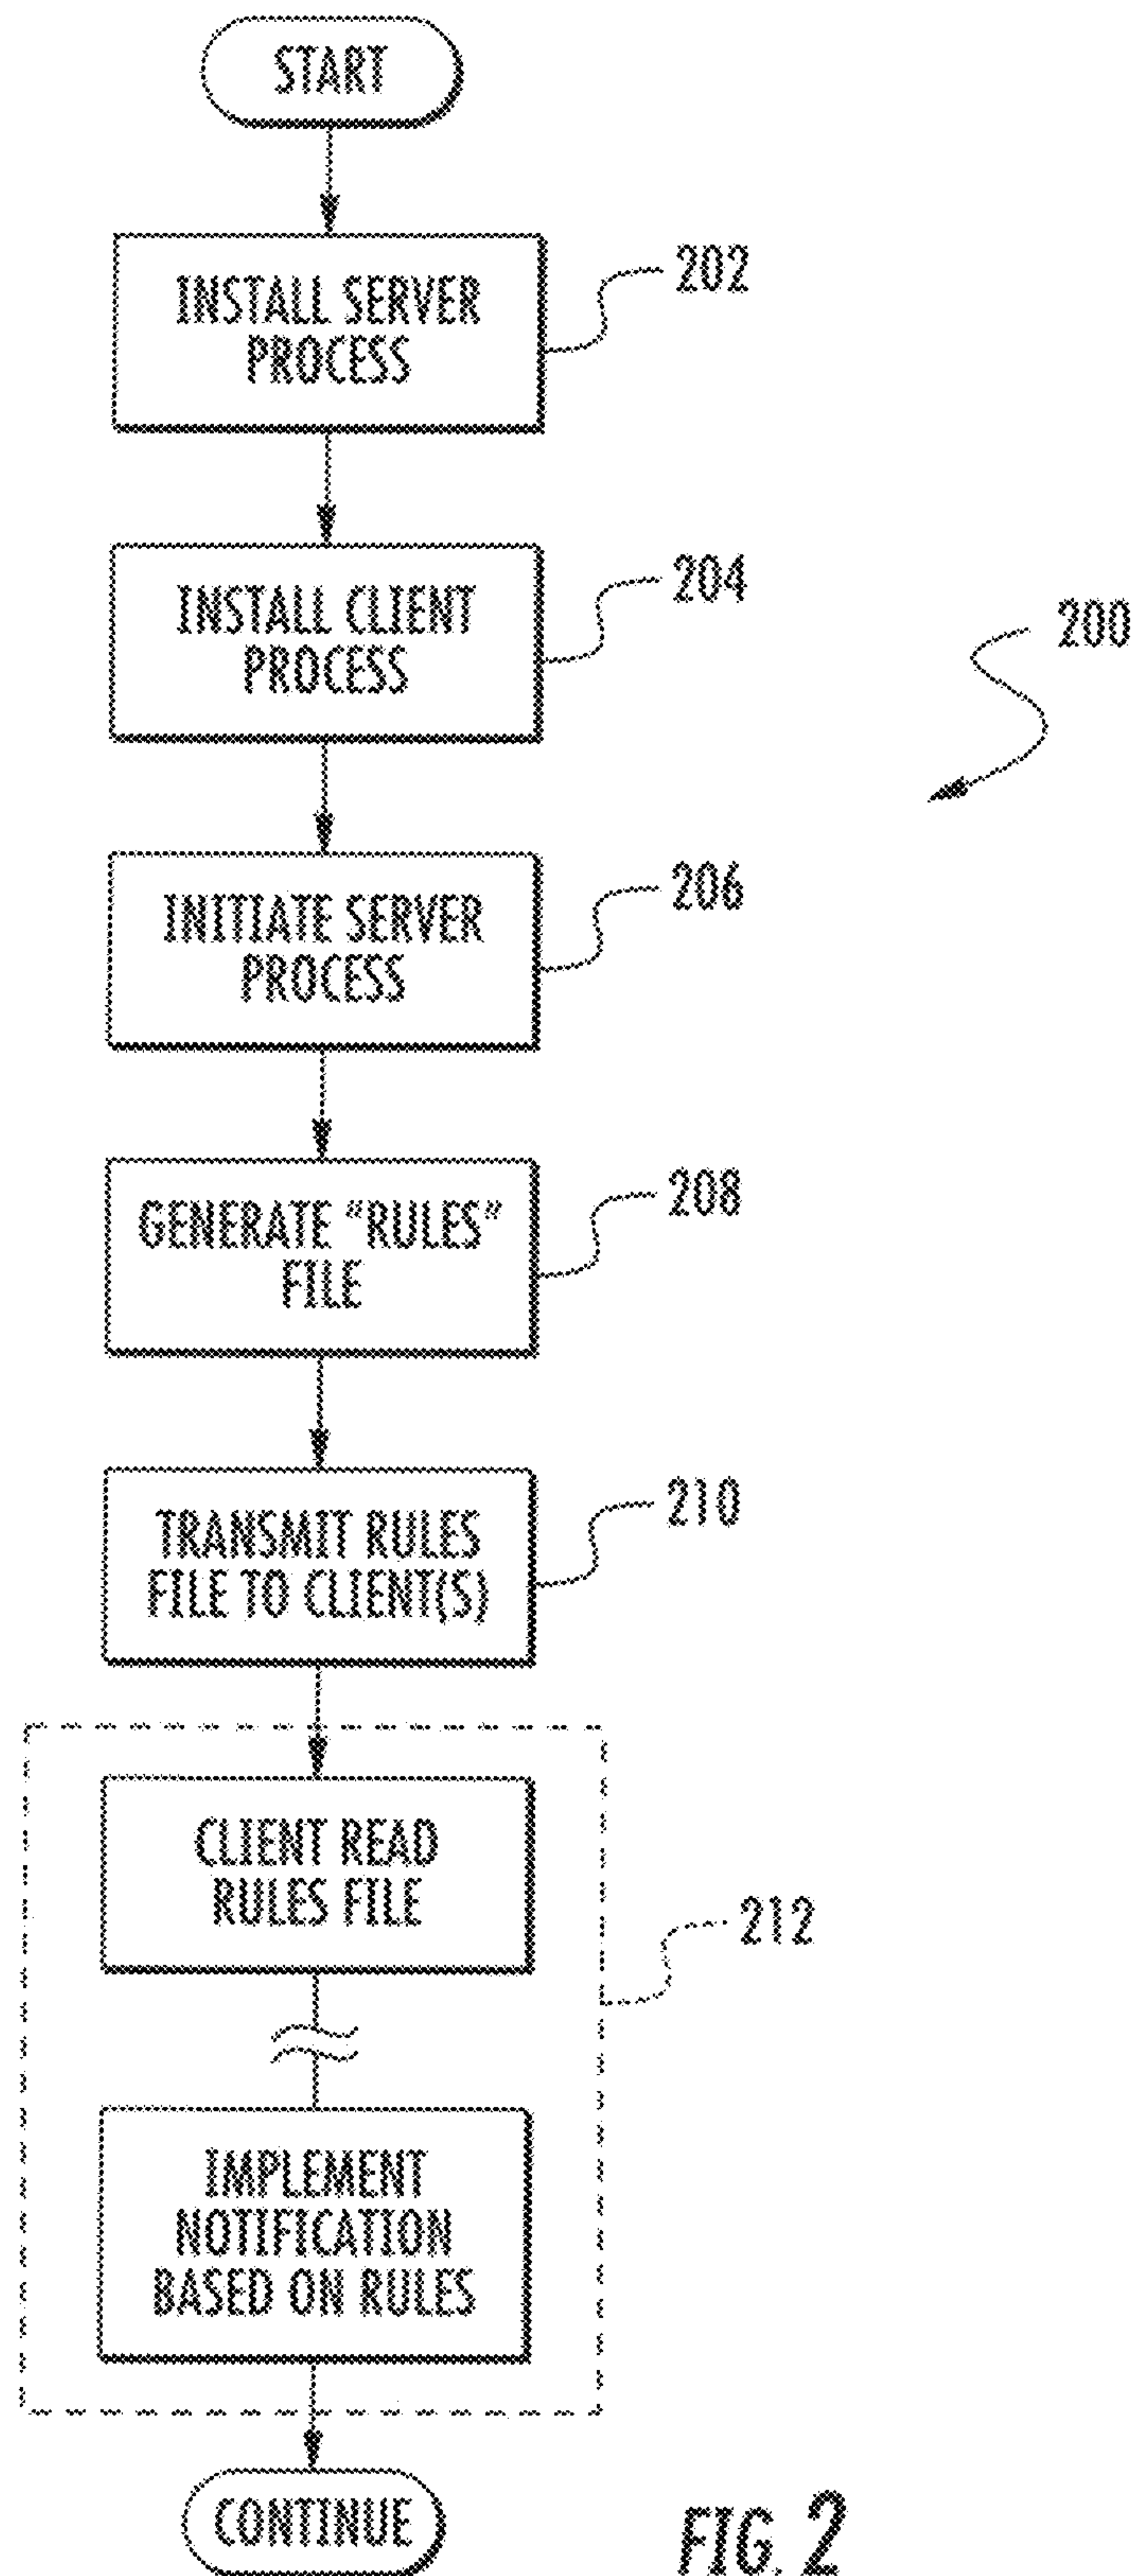 START
INSTALL SERVER
PROCESS
202
INSTALL CLIENT
PROCESS
204
200
INITIATE SERVER
PROCESS
206
GENERATE “RULES”
FILE
208
TRANSMIT RULES
FILE TO CLIENT(S)
210
CLIENT READ
RULES FILE
212
IMPLEMENT
NOTIFICATION
BASED ON RULES
CONTINUE
FIG. 2